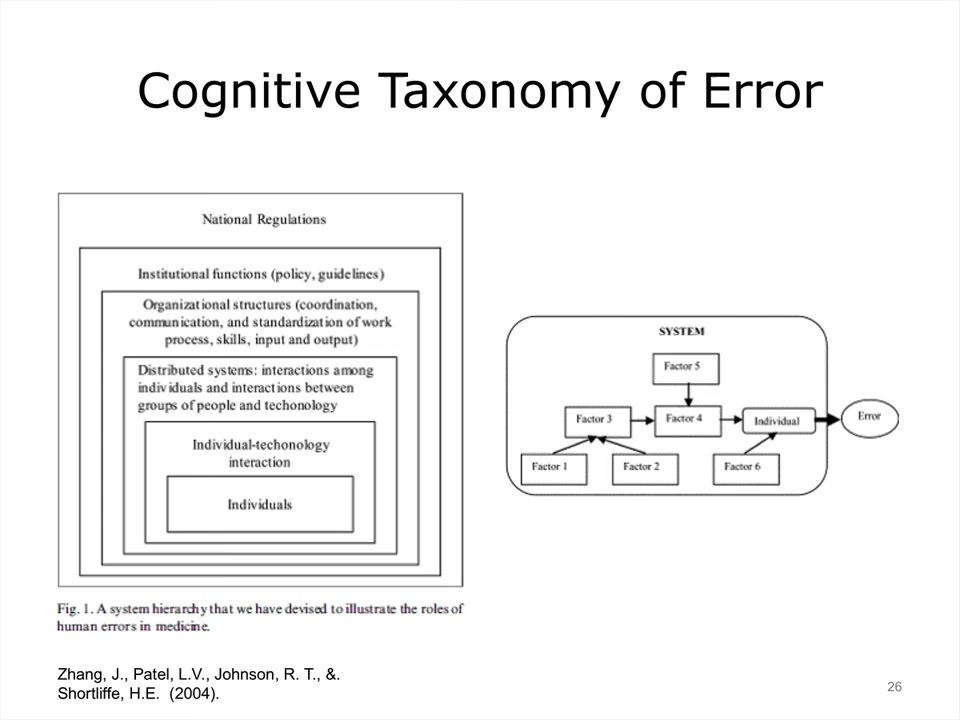 Cognitive Taxonomy of Error
National Regulations
Institutional functions (policy, guidelines)
Organizational structures (coordination,
communication, and standardization of work
process, skills, input and output)
Distributed systems: interactions among
individuals and interactions between
groups of people and techonology
Individual-techonology
interaction
Individuals
Fig. 1. A system hierarchy that we have devised to illustrate the roles of
human errors in medicine.
SYSTEM
Factor 5
Factor 3
Factor 4
Individual
Error
Factor 1
Factor 2
Factor 6
Zhang, J., Patel, L.V., Johnson, R. T., &.
Shortliffe, H.E. (2004).
26